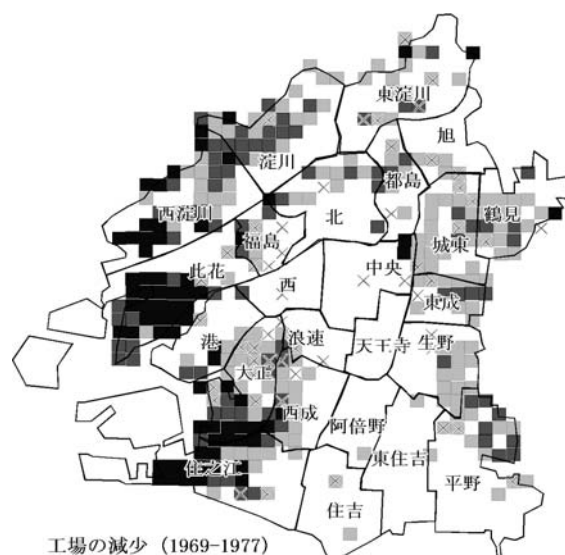 東淀川
旭
淀川
都島
鶴見
西淀川
北
福島
城東
此花
西
中央
東成
港
浪速
天王寺
生野
大正
西成
阿倍野
東住吉
住之江
平野
住吉
工場の減少 (1969-1977)